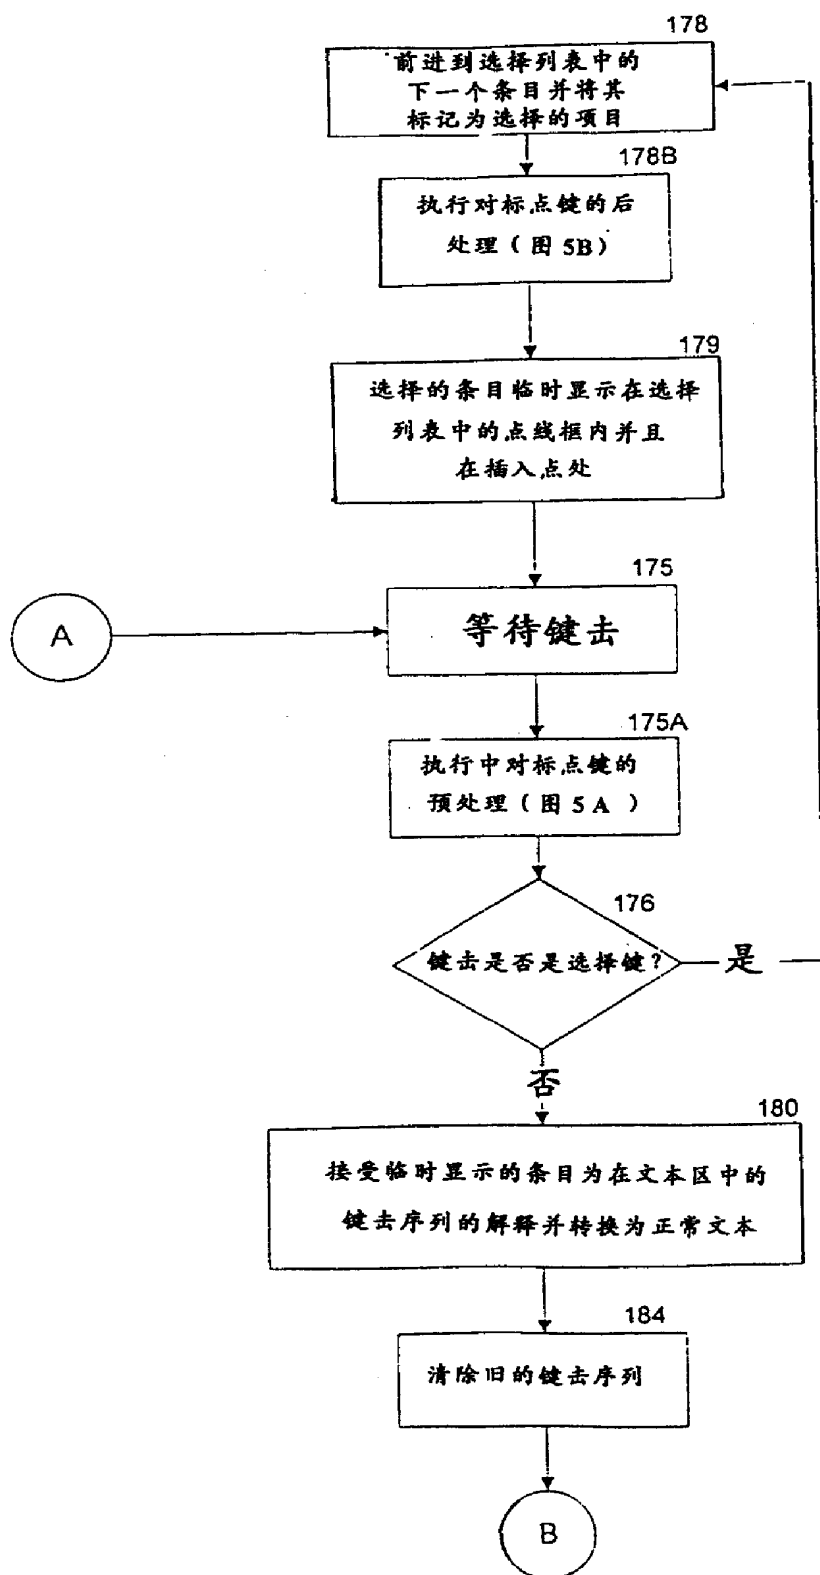 178
前进到选择列表中的
下一个条目并将其
标记为选择的项目
178B
执行对标点键的后
处理（图 5B）
179
选择的条目临时显示在选择
列表中的点线框内并且
在插入点处
175
A
等待键击
175A
执行中对标点键的
预处理（图 5 A ）
176
键击是否是选择键？
是
否
180
接受临时显示的条目为在文本区中的
键击序列的解释并转换为正常文本
184
清除旧的键击序列
B